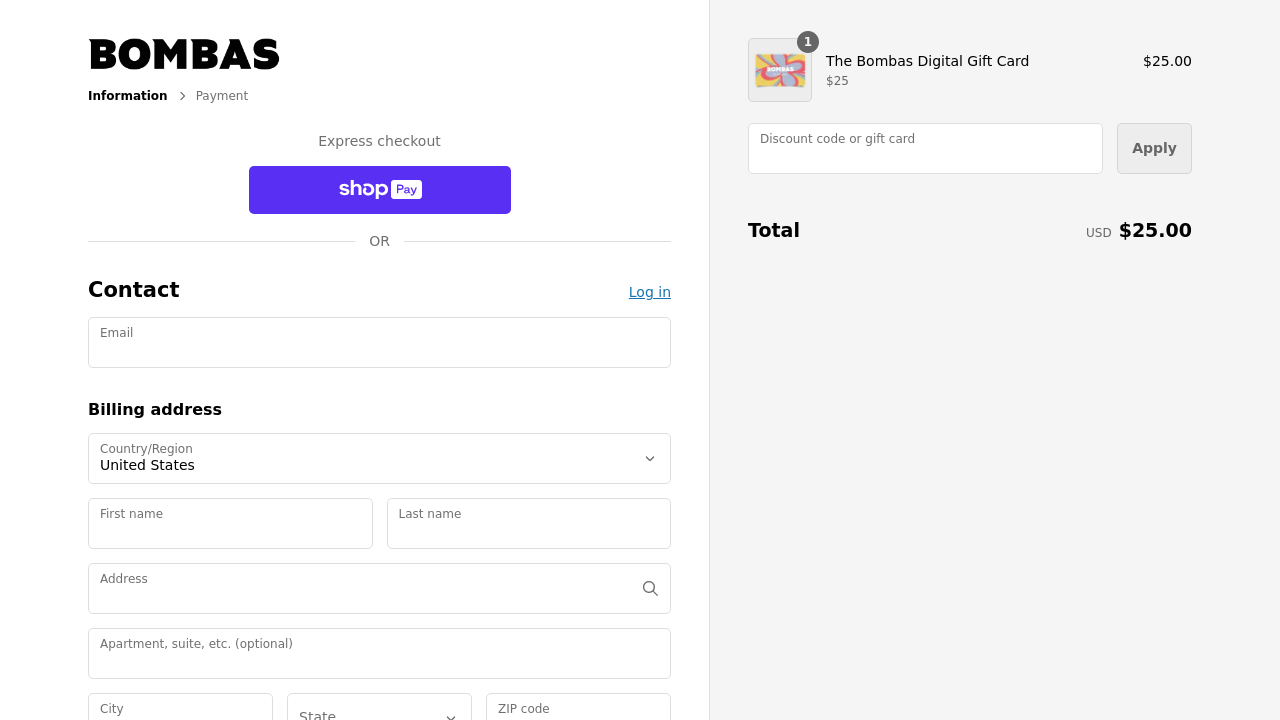 BOMBAS
Information > Payment
Express checkout
shop Pay
OR
Contact
Log in
Email
Billing address
Country/Region
United States
First name
Last name
Address
Apartment, suite, etc. (optional)
City
State
ZIP code
BOMBAS
1
The Bombas Digital Gift Card
$25.00
$25
Discount code or gift card
Apply
Total
USD $25.00